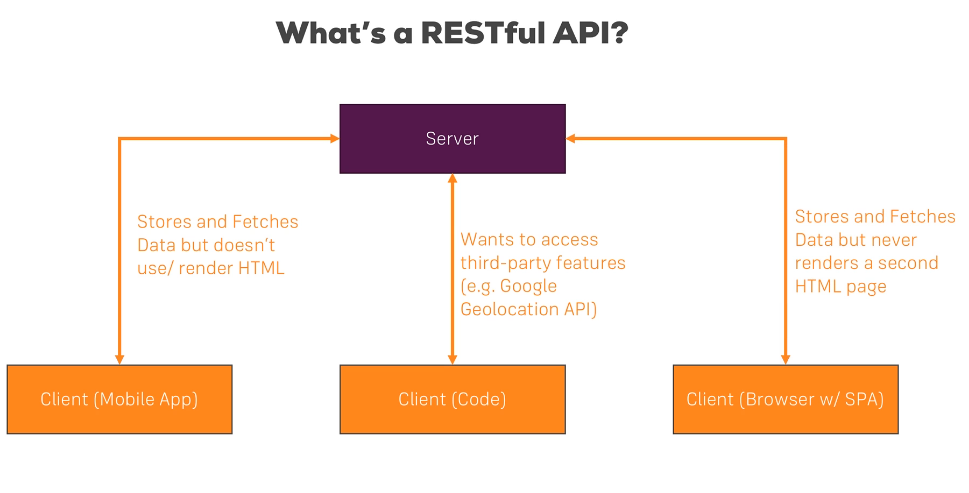 What's a RESTful API?
Server
Stores and Fetches
Data but doesn't
use/ render HTML
Wants to access
third-party features
(e.g. Google
Geolocation API)
Stores and Fetches
Data but never
renders a second
HTML page
Client (Mobile App)
Client (Code)
Client (Browser w/ SPA)